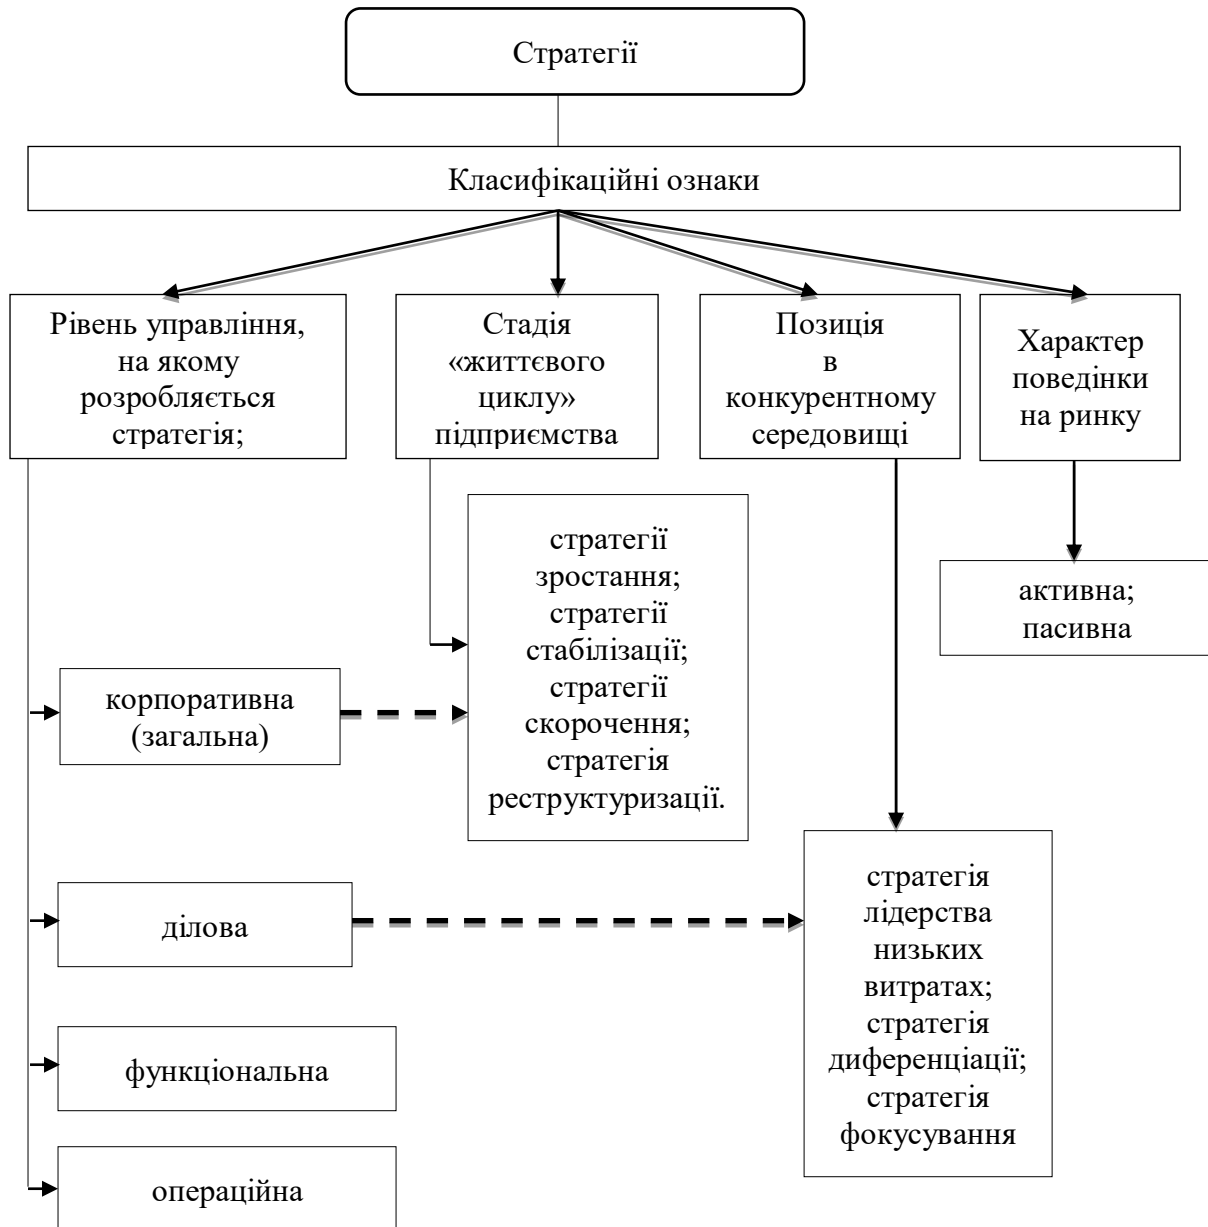 Стратегії
Класифікаційні ознаки
Рівень управління,
на якому
розробляється
стратегія;
Стадія
«життєвого
циклу»
підприємства
Позиція
в
конкурентному
середовищі
Характер
поведінки
на ринку
стратегії
зростання;
стратегії
стабілізації;
стратегії
скорочення;
стратегія
реструктуризації.
активна;
пасивна
корпоративна
(загальна)
стратегія
лідерства
низьких
витратах;
стратегія
диференціації;
стратегія
фокусування
ділова
функціональна
операційна